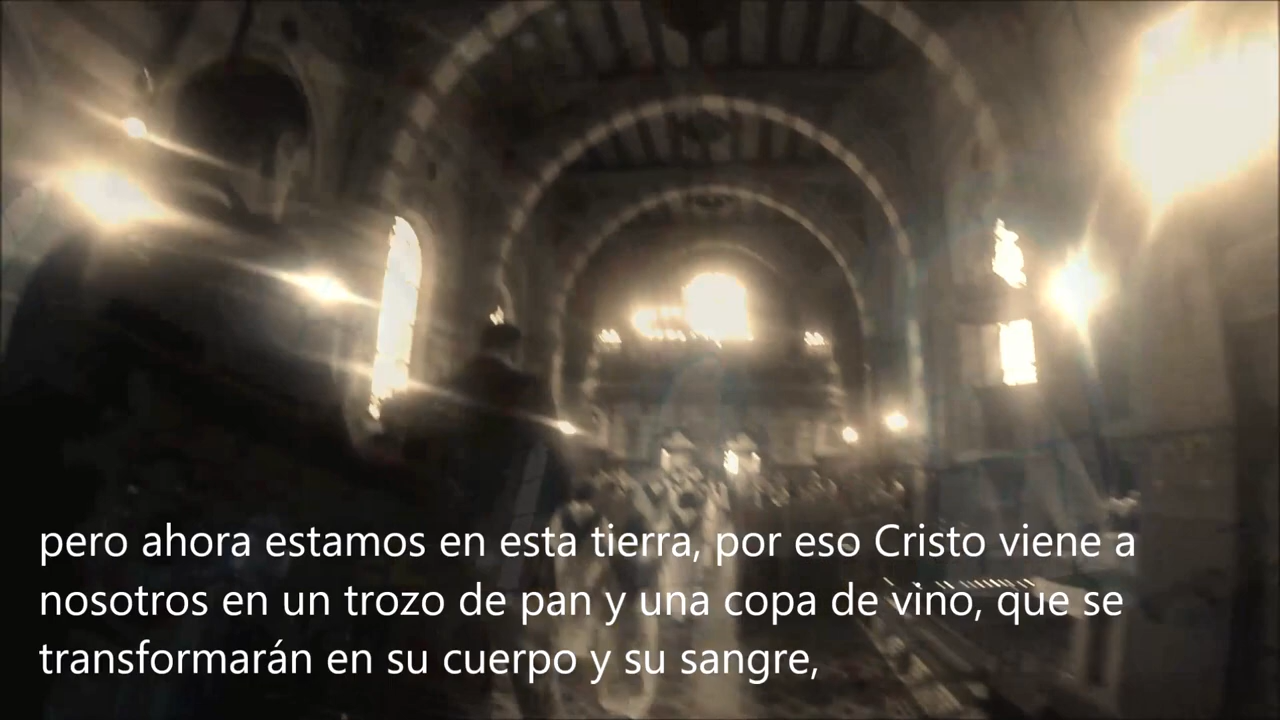 pero ahora estamos en esta tierra, por eso Cristo viene a
nosotros en un trozo de pan y una copa de vino, que se
transformarán en su cuerpo y su sangre,